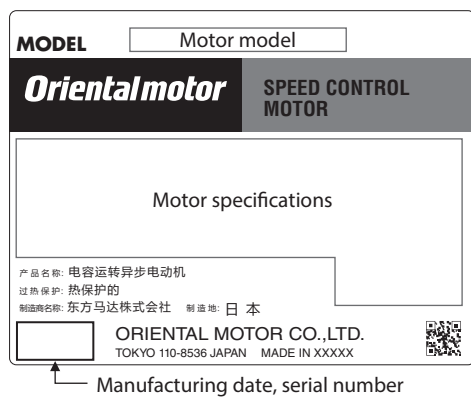 MODEL Motor model
Orientalmotor SPEED CONTROL
MOTOR
Motor specifications
产品名称: 电容运转异步电动机
过热保护: 热保护的
制造商名称: 东方马达株式会社 制造地: 日 本
ORIENTAL MOTOR CO.,LTD.
TOKYO 110-8536 JAPAN MADE IN XXXXX
Manufacturing date, serial number